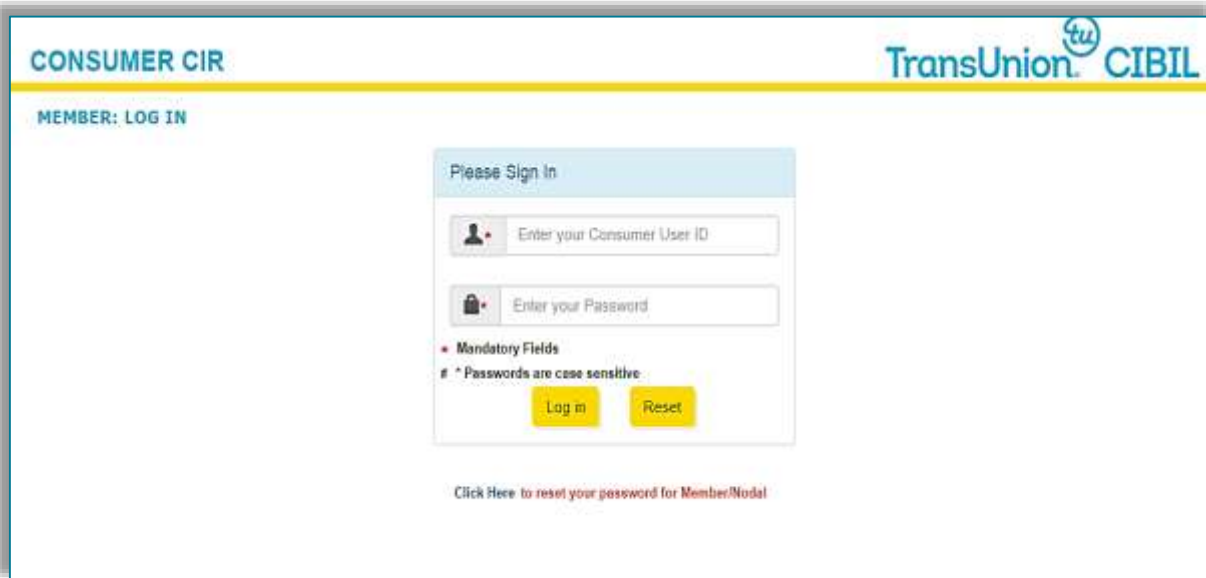 CONSUMER CIR
tu
TransUnion. CIBIL
MEMBER: LOG IN
Please Sign In
* Enter your Consumer User ID
* Enter your Password
* Mandatory Fields
# * Passwords are case sensitive
Log in Reset
Click Here to reset your password for Member/Nodal